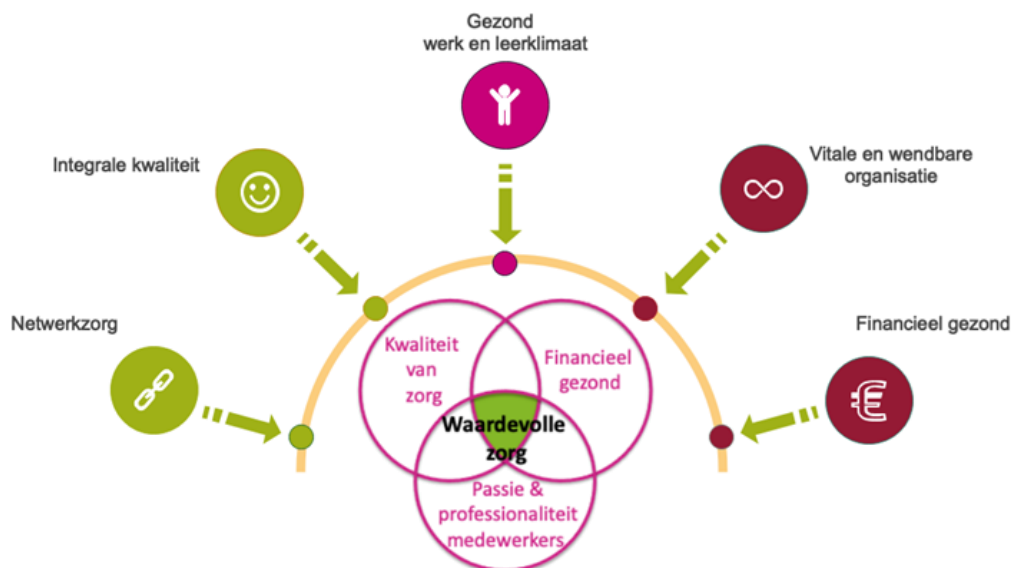 Gezond
werk en leerklimaat
Integrale kwaliteit
Vitale en wendbare
organisatie
Netwerkzorg
Financieel gezond
Kwaliteit
van
zorg
Financieel
gezond
Waardevolle
zorg
Passie &
professionaliteit
medewerkers